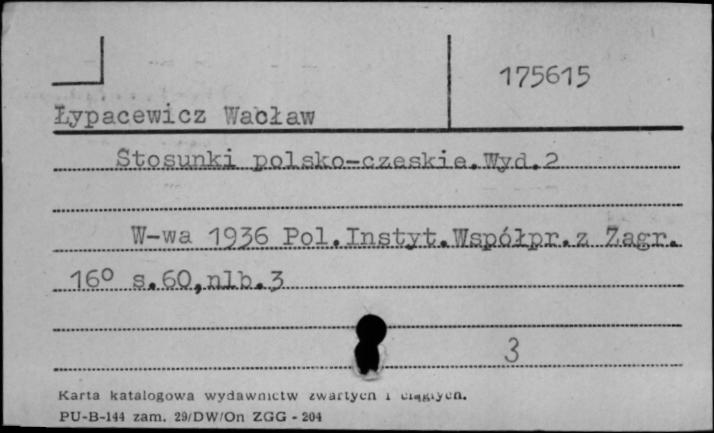 175615
Łypacewicz Wacław
Stosunki polsko-czeskie.Wyd.2
W-wa 1936 Pol.Instyt.Współpr.z Zagr.
16° s.60,nlb.3
3
Karta katalogowa wydawnictw zwartych i ciągłych.
PU-B-144 zam. 29/DW/On ZGG - 204